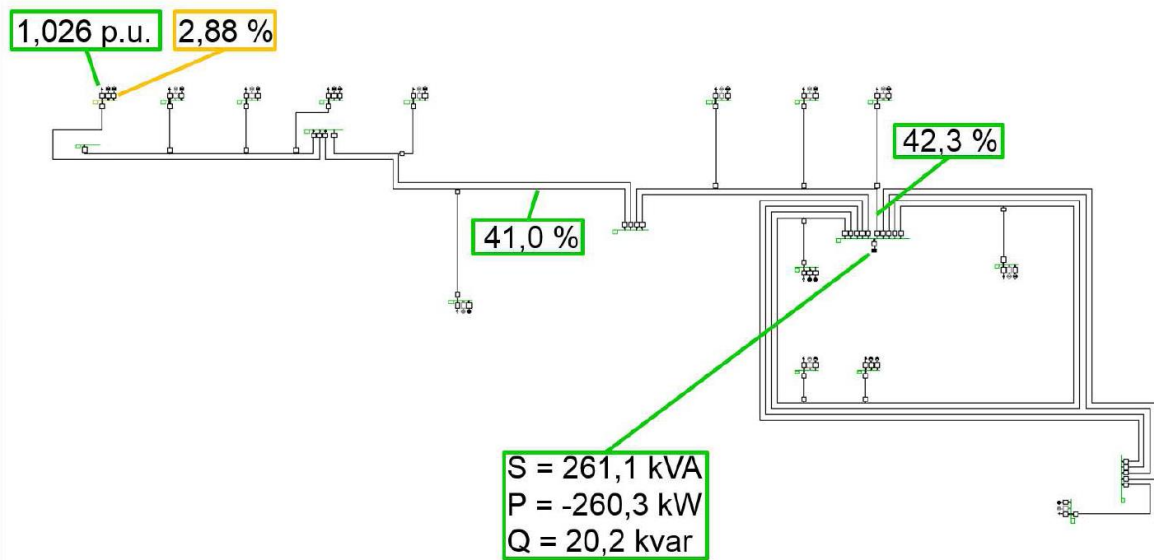 1,026 p.u.
2,88 %
42,3 %
41,0 %
S = 261,1 kVA
P = -260,3 kW
Q = 20,2 kvar